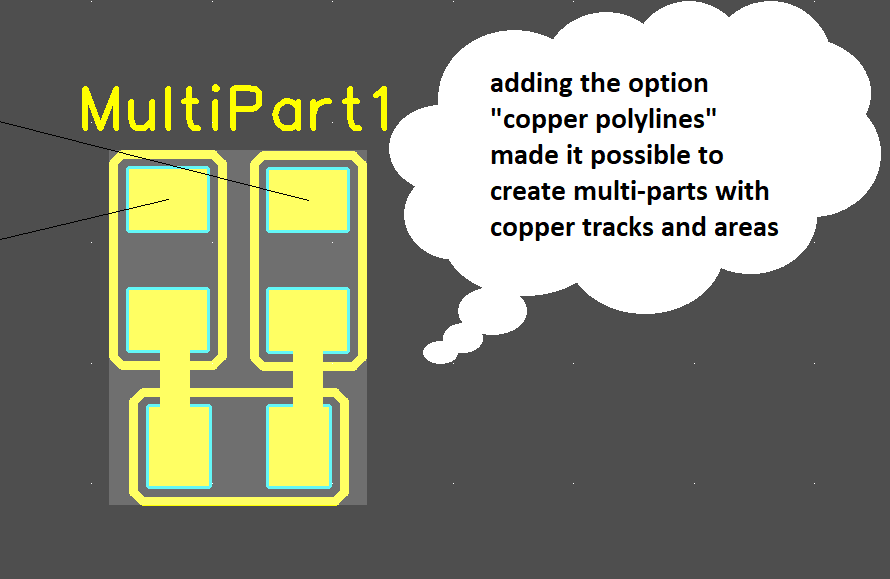 MultiPart1
adding the option
"copper polylines"
made it possible to
create multi-parts with
copper tracks and areas